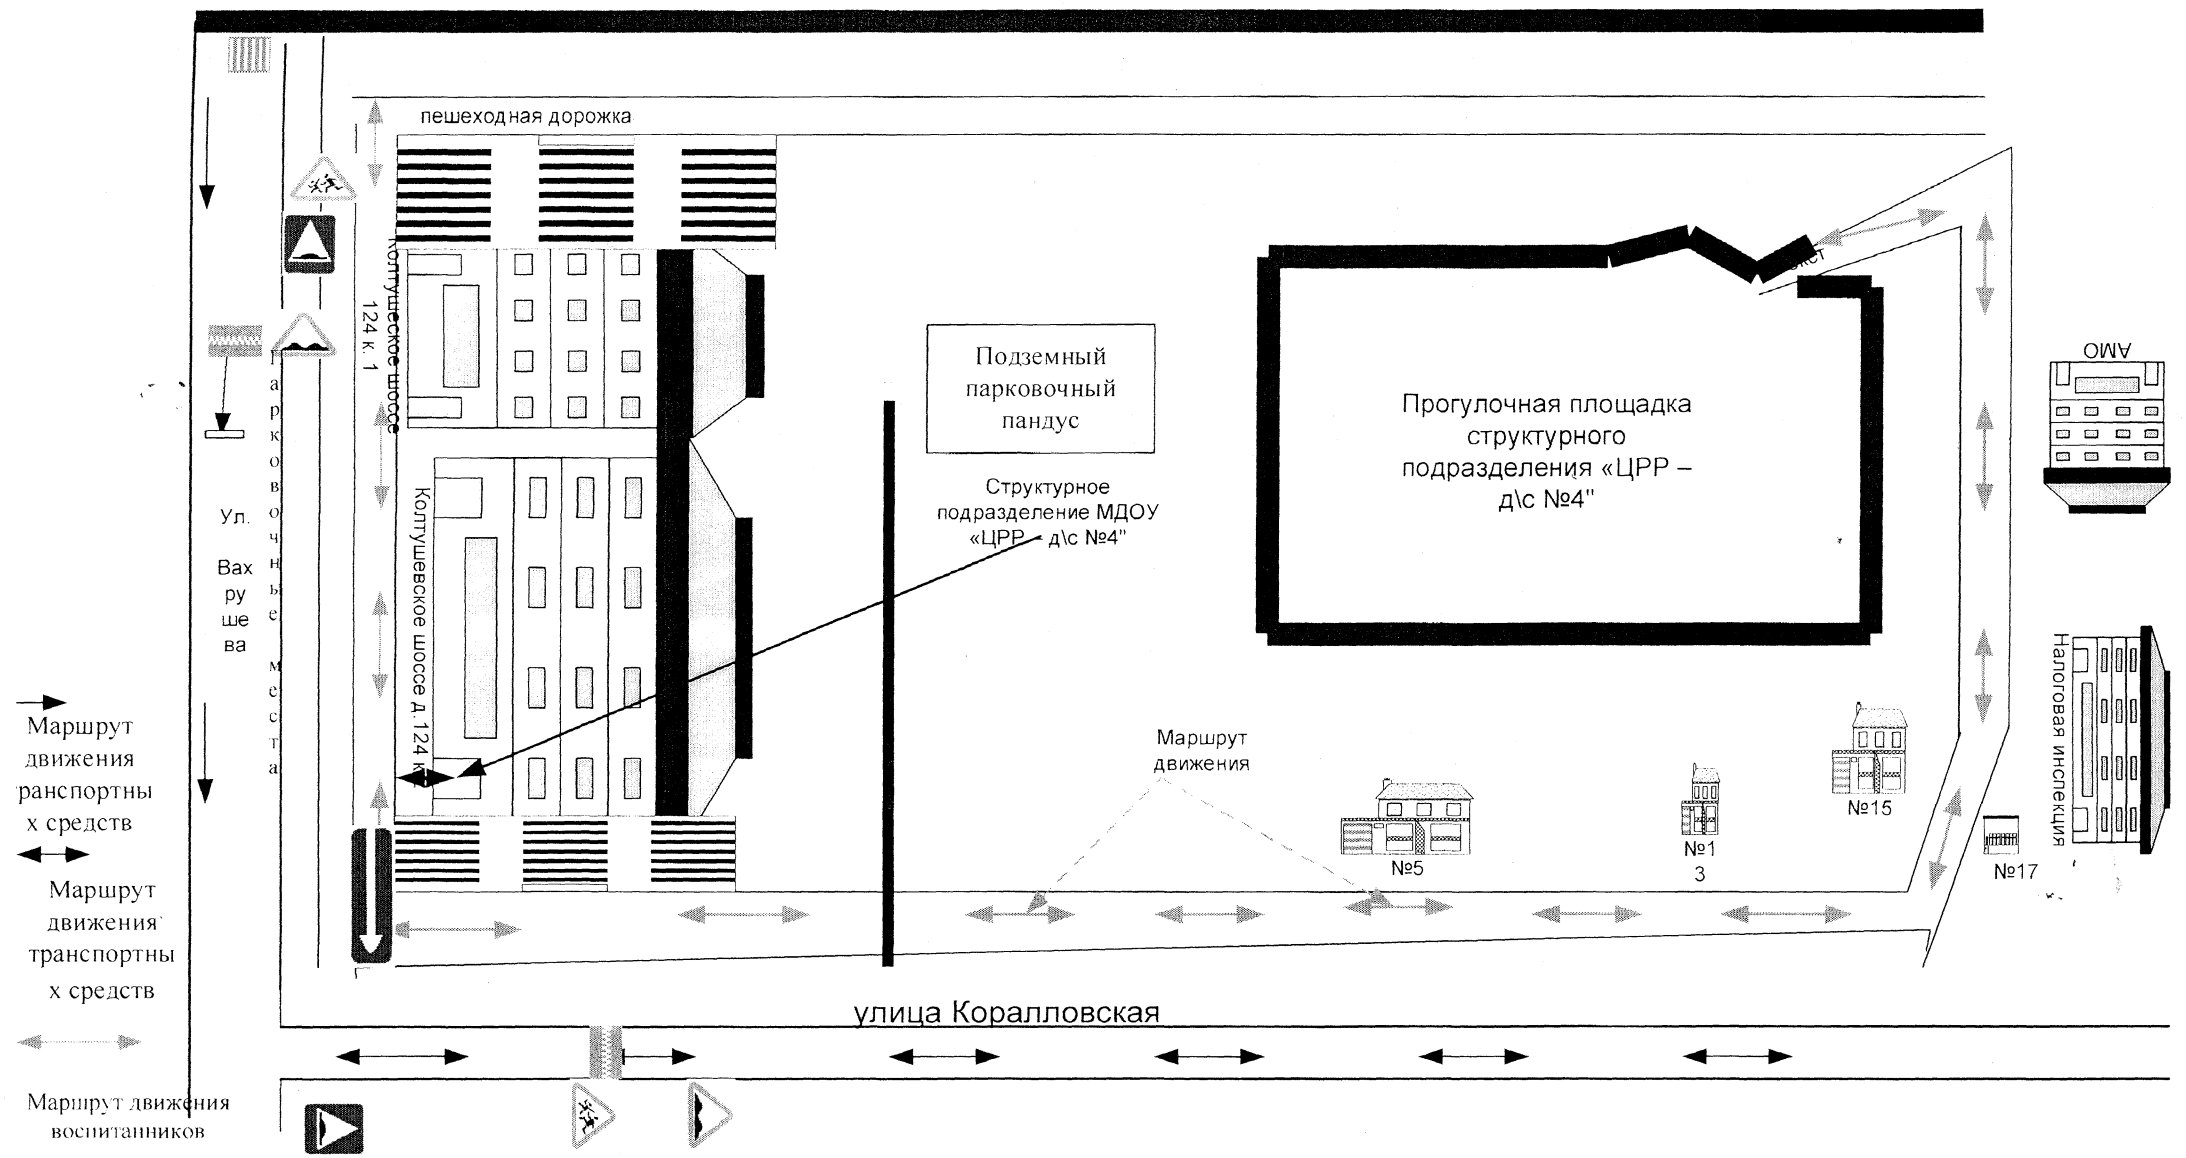 пешеходная дорожка
Колтушеское шоссе
124 к. 1
Подземный
парковочный
пандус
Структурное
подразделение МДОУ
«ЦРР – д\с №4"
Прогулочная площадка
структурного
подразделения «ЦРР –
д\с №4"
АМО
Налоговая инспекция
Колтушевское шоссе д. 124 к.
Парковочные места
Ул.
Вах
ру
ше
ва
Маршрут
движения
ранспортны
х средств
Маршрут
движения
транспортны
х средств
Маршрут движения
воспитанников
Маршрут
движения
№5
№1
3
№15
№17
улица Коралловская